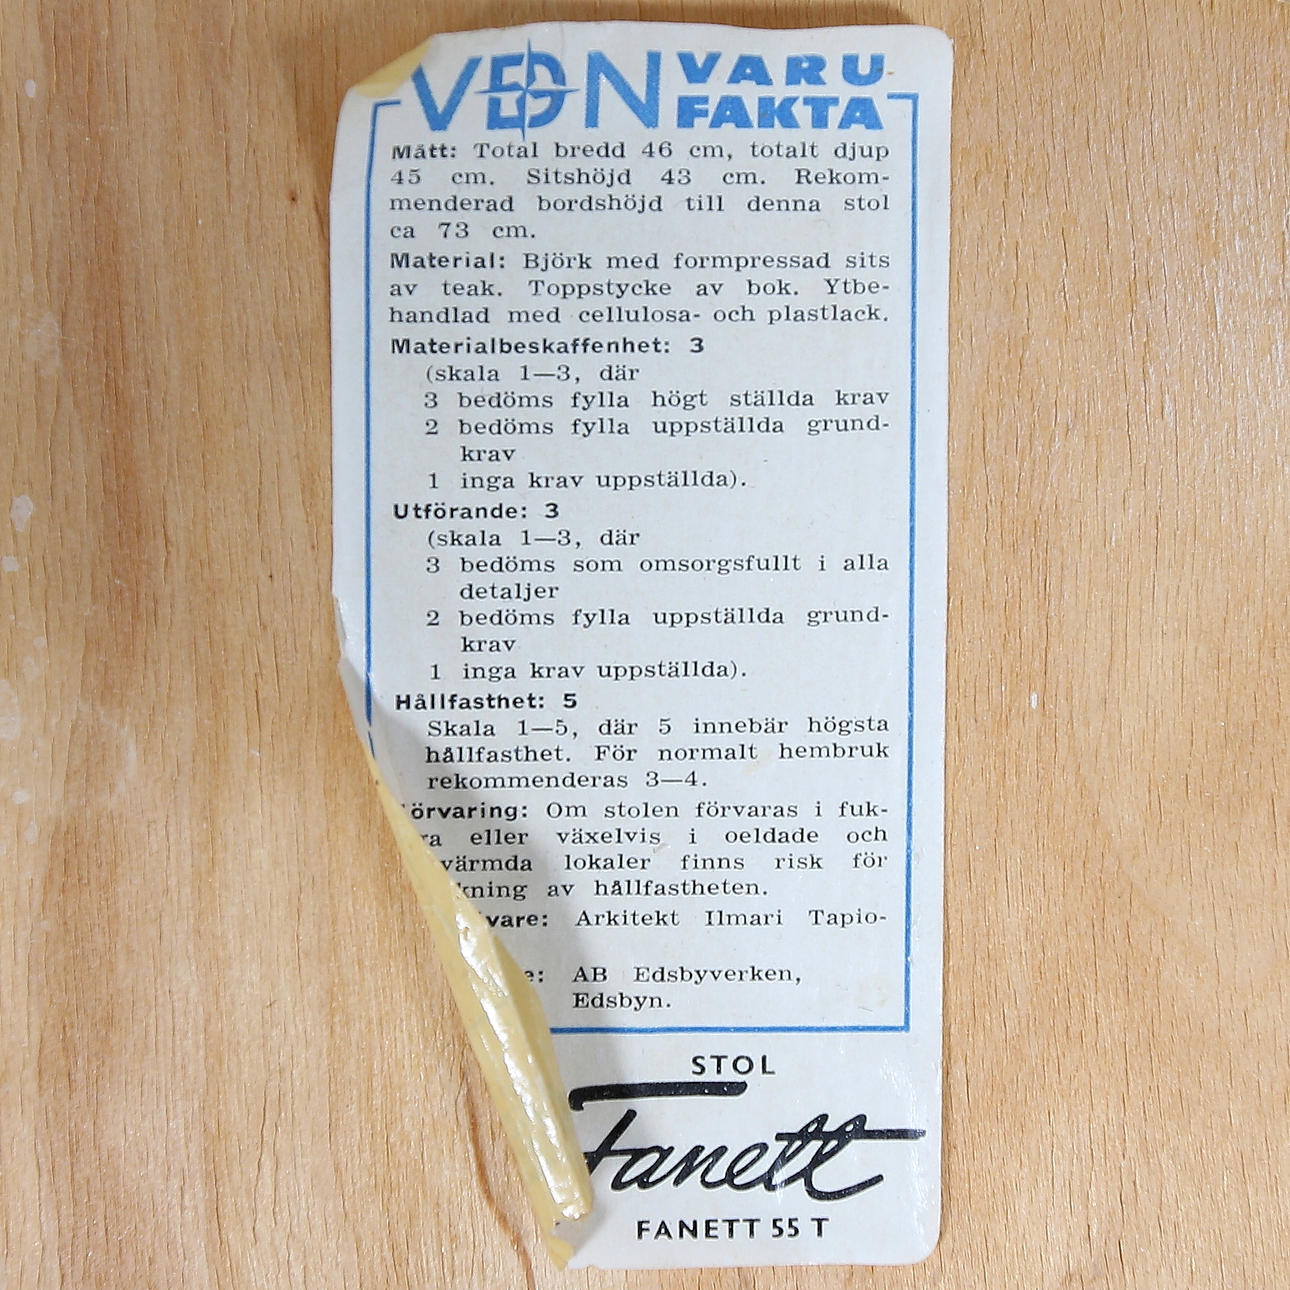 VDN VARU
FAKTA
Mått: Total bredd 46 cm, totalt djup
45 cm. Sitshöjd 43 cm. Rekom-
menderad bordshöjd till denna stol
ca 73 cm.
Material: Björk med formpressad sits
av teak. Toppstycke av bok. Ytbe-
handlad med cellulosa- och plastlack.
Materialbeskaffenhet: 3
(skala 1—3, där
3 bedöms fylla högt ställda krav
2 bedöms fylla uppställda grund-
krav
1 inga krav uppställda).
Utförande: 3
(skala 1—3, där
3 bedöms som omsorgsfullt i alla
detaljer
2 bedöms fylla uppställda grund-
krav
1 inga krav uppställda).
Hållfasthet: 5
Skala 1—5, där 5 innebär högsta
hållfasthet. För normalt hembruk
rekommenderas 3—4.
örvaring: Om stolen förvaras i fuk-
ra eller växelvis i oeldade och
värmda lokaler finns risk för
kning av hållfastheten.
vare: Arkitekt Ilmari Tapio-
e: AB Edsbyverken,
Edsbyn.
STOL
Fanett
FANETT 55 T